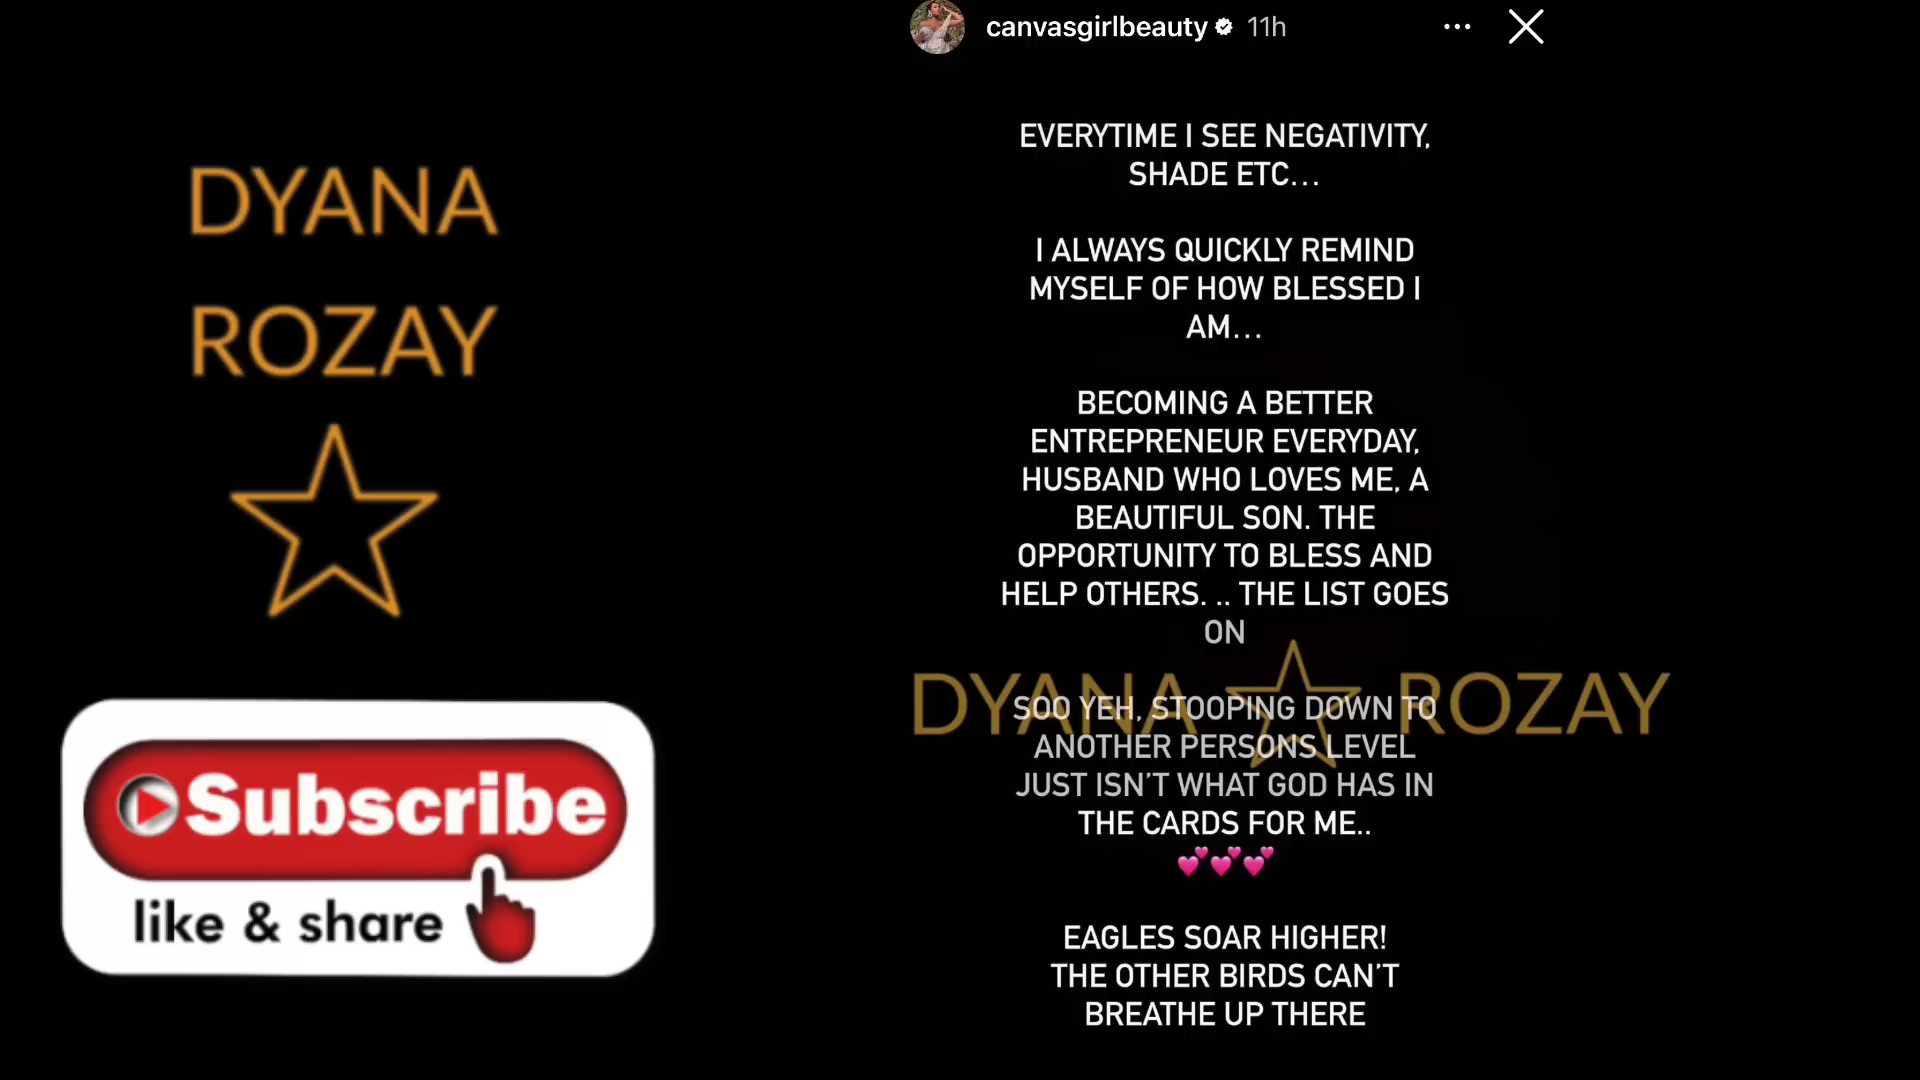 DYANA
ROZAY
Subscribe
like & share
canvasgirlbeauty 11h
EVERYTIME I SEE NEGATIVITY,
SHADE ETC...
I ALWAYS QUICKLY REMIND
MYSELF OF HOW BLESSED I
AM...
BECOMING A BETTER
ENTREPRENEUR EVERYDAY,
HUSBAND WHO LOVES ME, A
BEAUTIFUL SON. THE
OPPORTUNITY TO BLESS AND
HELP OTHERS. .. THE LIST GOES
ON
DYANA ROZAY
SOO YEH, STOOPING DOWN TO
ANOTHER PERSONS LEVEL
JUST ISN'T WHAT GOD HAS IN
THE CARDS FOR ME..
💕💕💕
EAGLES SOAR HIGHER!
THE OTHER BIRDS CAN'T
BREATHE UP THERE